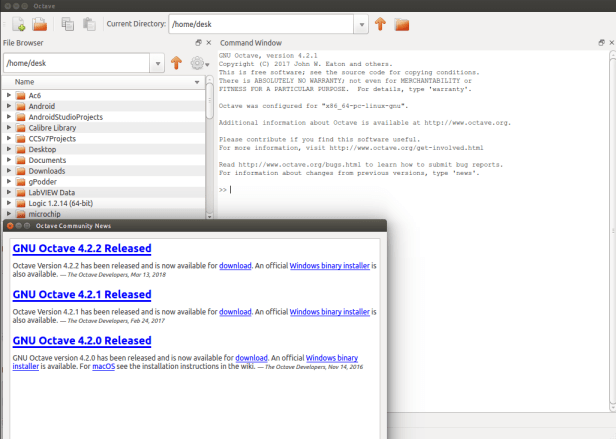 Octave
Current Directory: /home/desk
File Browser
Command Window
/home/desk
Name
Ac6
Android
AndroidStudioProjects
Calibre Library
CCSv7Projects
Desktop
Documents
Downloads
gPodder
LabVIEW Data
Logic 1.2.14 (64-bit)
microchip
GNU Octave, version 4.2.1
Copyright (C) 2017 John W. Eaton and others.
This is free software; see the source code for copying conditions.
There is ABSOLUTELY NO WARRANTY; not even for MERCHANTABILITY or
FITNESS FOR A PARTICULAR PURPOSE.  For details, type 'warranty'.
Octave was configured for "x86_64-pc-linux-gnu".
Additional information about Octave is available at http://www.octave.org.
Please contribute if you find this software useful.
For more information, visit http://www.octave.org/get-involved.html
Read http://www.octave.org/bugs.html to learn how to submit bug reports.
For information about changes from previous versions, type 'news'.
>>
Octave Community News
GNU Octave 4.2.2 Released
Octave Version 4.2.2 has been released and is now available for download. An official Windows binary installer is
also available. — The Octave Developers, Mar 13, 2018
GNU Octave 4.2.1 Released
Octave Version 4.2.1 has been released and is now available for download. An official Windows binary installer is
also available. — The Octave Developers, Feb 24, 2017
GNU Octave 4.2.0 Released
GNU Octave version 4.2.0 has been released and is now available for download. An official Windows binary
installer is available. For macOS see the installation instructions in the wiki. — The Octave Developers, Nov 14, 2016